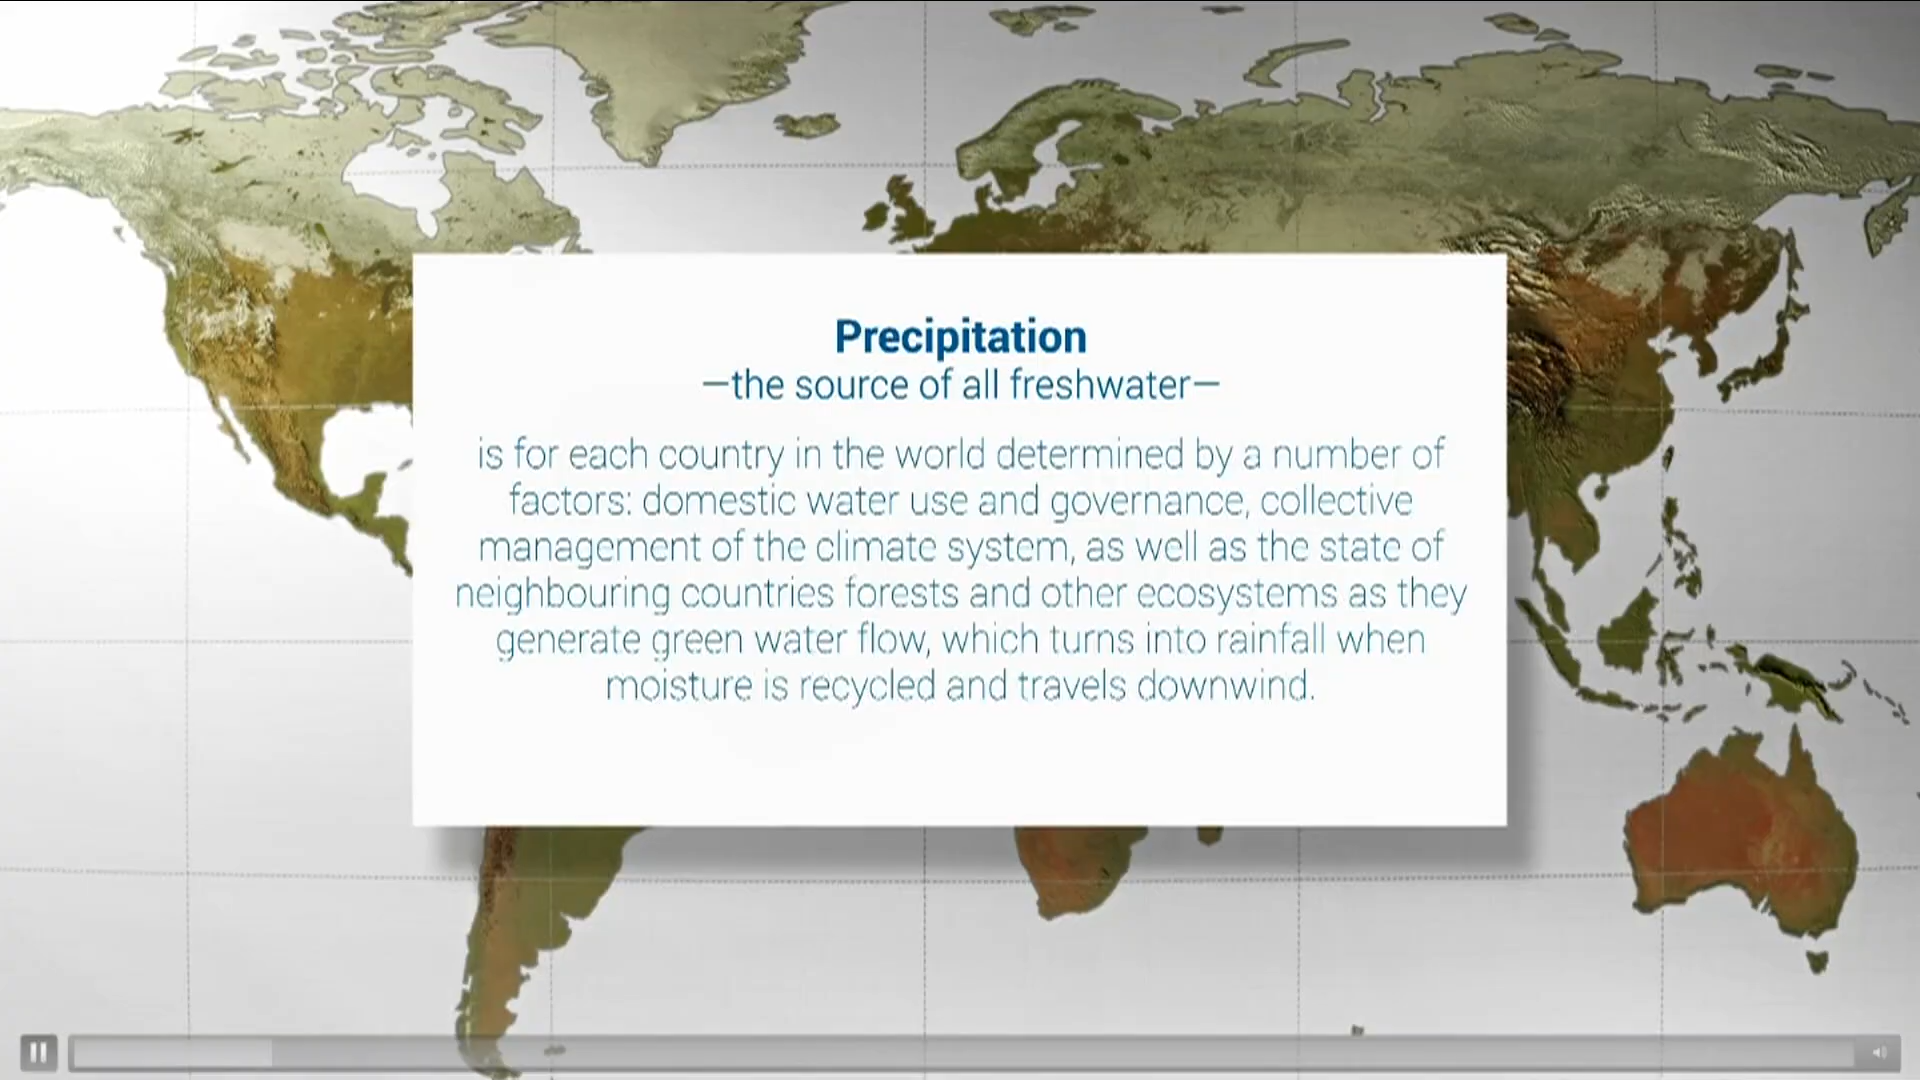 Precipitation
—the source of all freshwater—
is for each country in the world determined by a number of
factors: domestic water use and governance, collective
management of the climate system, as well as the state of
neighbouring countries forests and other ecosystems as they
generate green water flow, which turns into rainfall when
moisture is recycled and travels downwind.